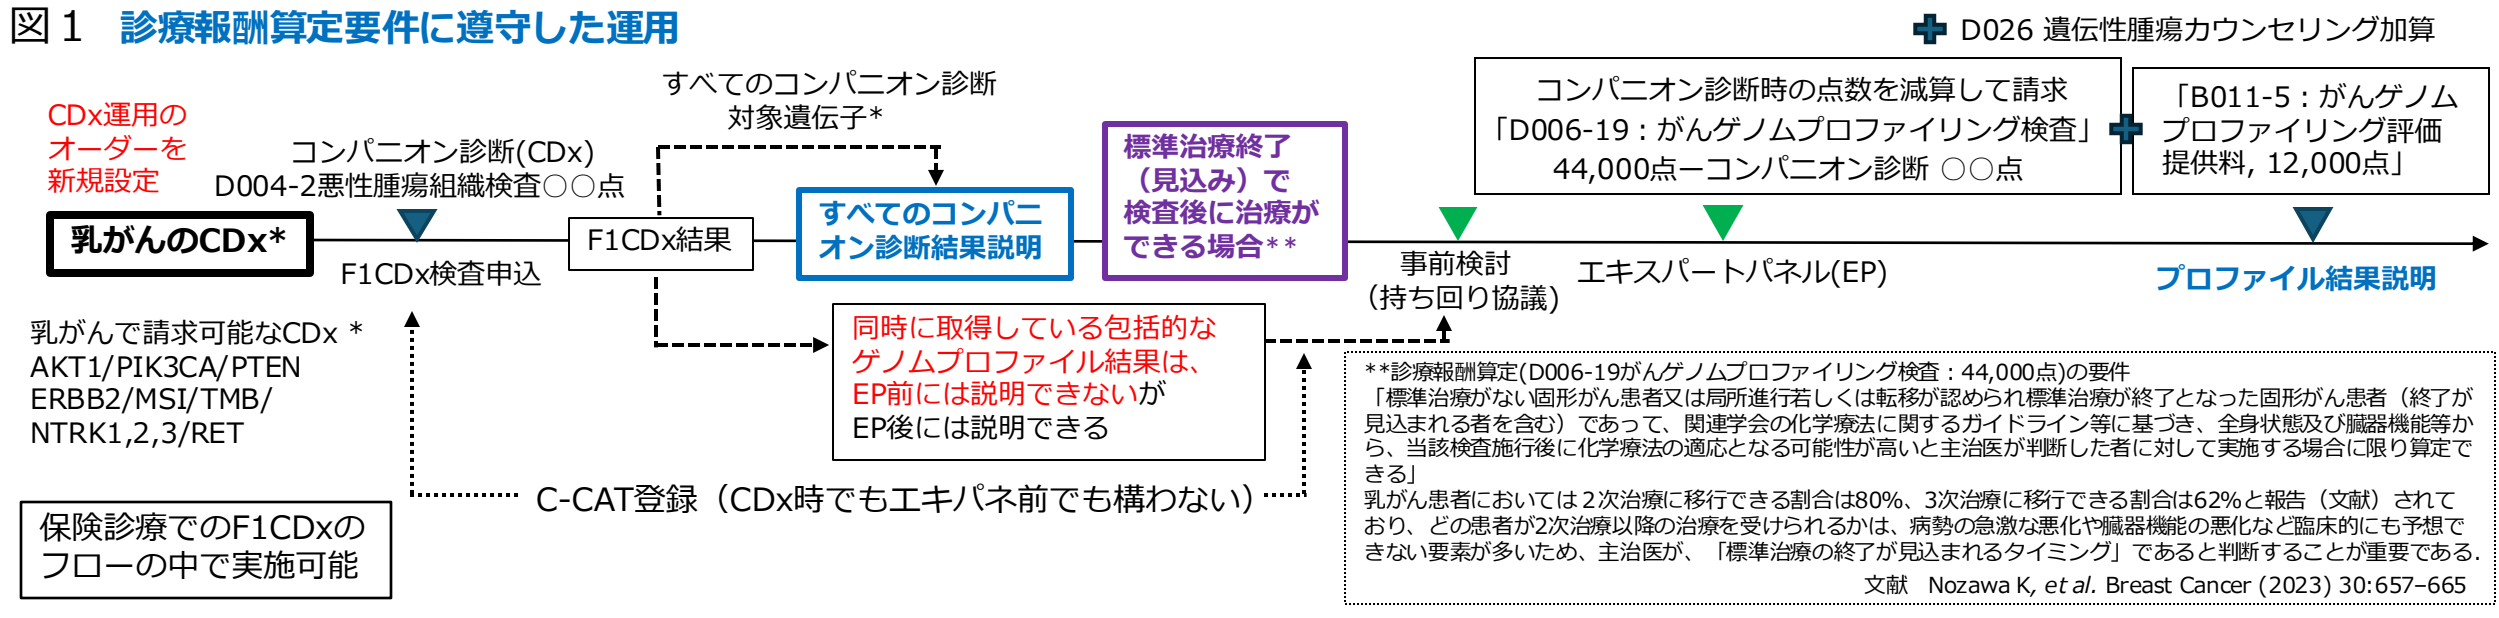 図１ 診療報酬算定要件に遵守した運用
D026 遺伝性腫瘍カウンセリング加算
CDx運用の
オーダーを
新規設定
コンパニオン診断(CDx)
D004-2悪性腫瘍組織検査○○点
すべてのコンパニオン診断
対象遺伝子*
コンパニオン診断時の点数を減算して請求
「D006-19：がんゲノムプロファイリング検査」
44,000点ーコンパニオン診断 ○○点
「B011-5：がんゲノム
プロファイリング評価
提供料, 12,000点」
乳がんのCDx*
F1CDx検査申込
F1CDx結果
すべてのコンパニ
オン診断結果説明
標準治療終了
（見込み）で
検査後に治療が
できる場合**
事前検討
（持ち回り協議)
エキスパートパネル(EP)
プロファイル結果説明
乳がんで請求可能なCDx *
AKT1/PIK3CA/PTEN
ERBB2/MSI/TMB/
NTRK1,2,3/RET
同時に取得している包括的な
ゲノムプロファイル結果は、
EP前には説明できないが
EP後には説明できる
C-CAT登録（CDx時でもエキパネ前でも構わない）
保険診療でのF1CDxの
フローの中で実施可能
**診療報酬算定(D006-19がんゲノムプロファイリング検査：44,000点)の要件
「標準治療がない固形がん患者又は局所進行若しくは転移が認められ標準治療が終了となった固形がん患者（終了が
見込まれる者を含む）であって、関連学会の化学療法に関するガイドライン等に基づき、全身状態及び臓器機能等か
ら、当該検査施行後に化学療法の適応となる可能性が高いと主治医が判断した者に対して実施する場合に限り算定で
きる」
乳がん患者においては２次治療に移行できる割合は80%、3次治療に移行できる割合は62%と報告（文献）されて
おり、どの患者が2次治療以降の治療を受けられるかは、病勢の急激な悪化や臓器機能の悪化など臨床的にも予想で
きない要素が多いため、主治医が、「標準治療の終了が見込まれるタイミング」であると判断することが重要である.
文献 Nozawa K, et al. Breast Cancer (2023) 30:657–665